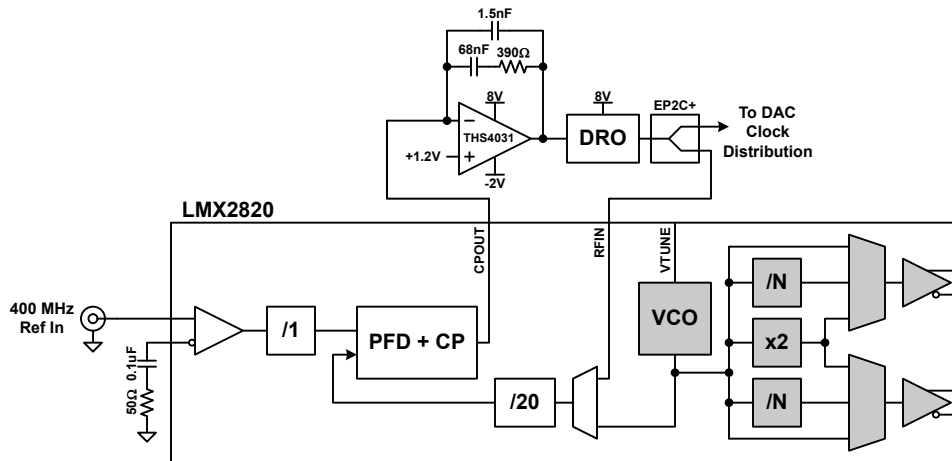 1.5nF
68nF
390Ω
8V
THS4031
+1.2V
-2V
8V
DRO
EP2C+
To DAC
Clock
Distribution
LMX2820
CPOUT
RFIN
VTUNE
400 MHz
Ref In
/1
PFD + CP
VCO
/N
x2
/N
50Ω 0.1uF
/20